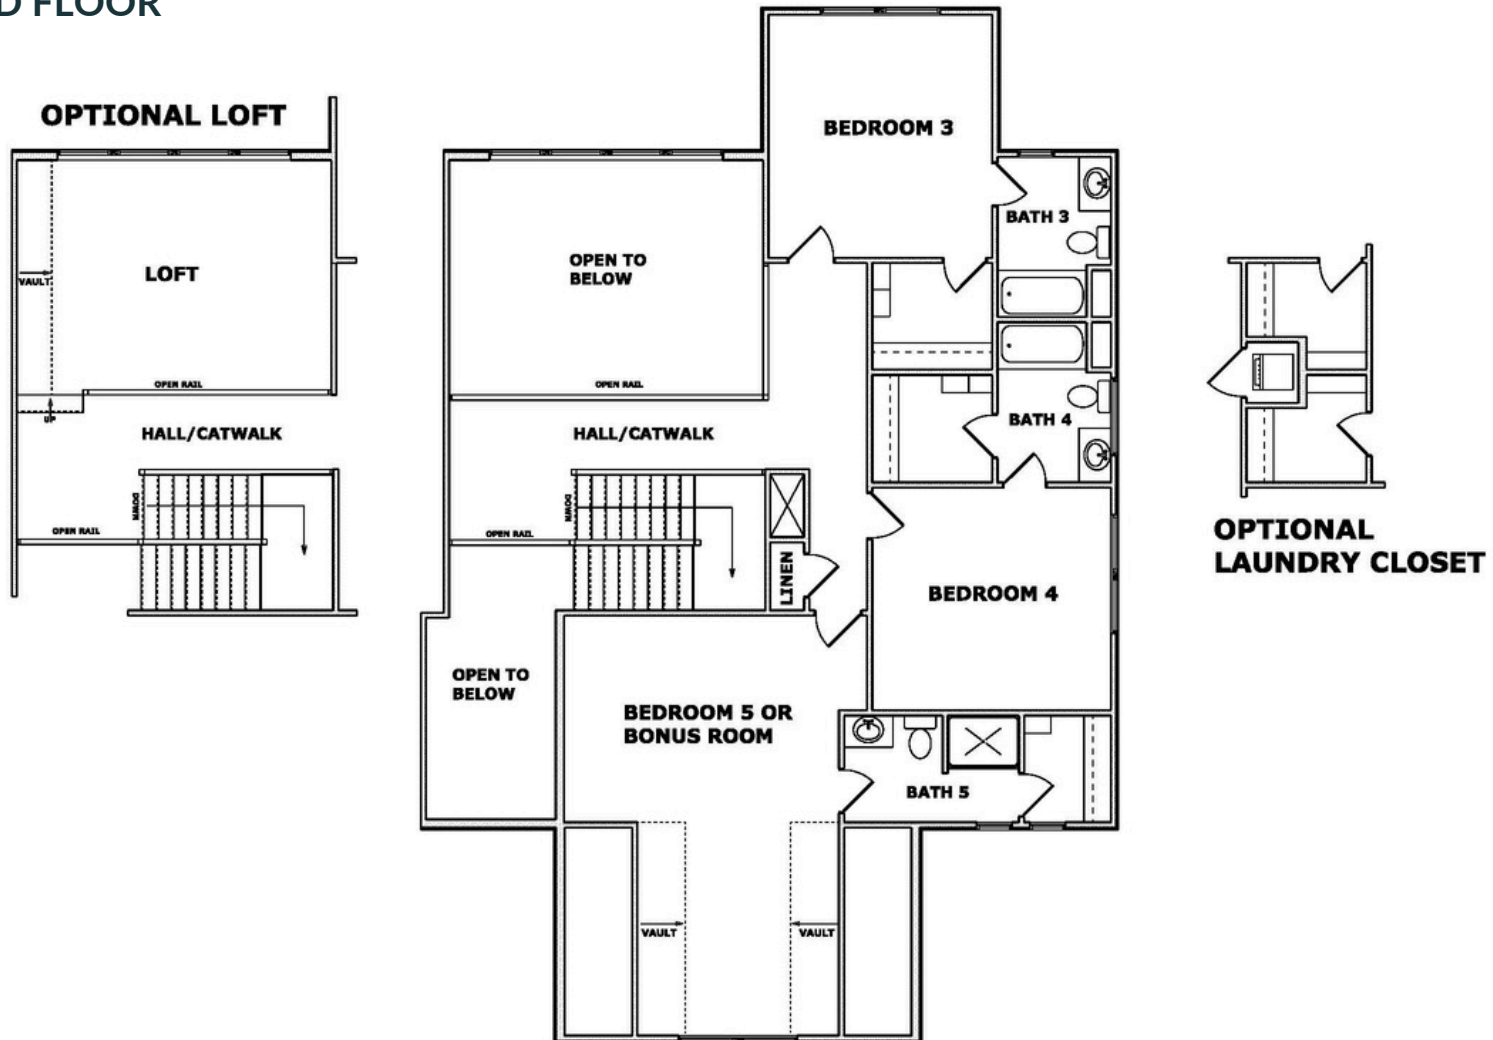 D FLOOR
OPTIONAL LOFT
VAULT
LOFT
OPEN RAIL
UP
HALL/CATWALK
DOWN
OPEN RAIL
BEDROOM 3
BATH 3
OPEN TO
BELOW
OPEN RAIL
HALL/CATWALK
BATH 4
DOWN
OPEN RAIL
LINEN
BEDROOM 4
OPEN TO
BELOW
BEDROOM 5 OR
BONUS ROOM
BATH 5
VAULT
VAULT
OPTIONAL
LAUNDRY CLOSET